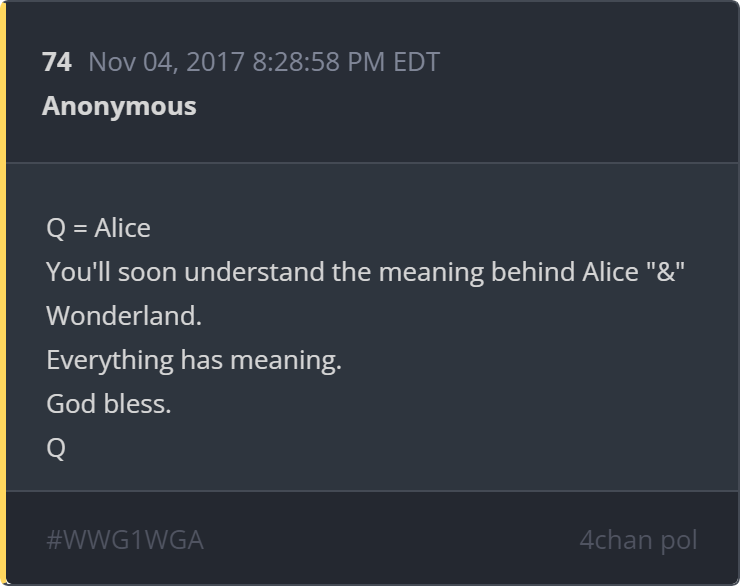 74 Nov 04, 2017 8:28:58 PM EDT
Anonymous
Q = Alice
You'll soon understand the meaning behind Alice "&"
Wonderland.
Everything has meaning.
God bless.
Q
#WWG1WGA 4chan pol